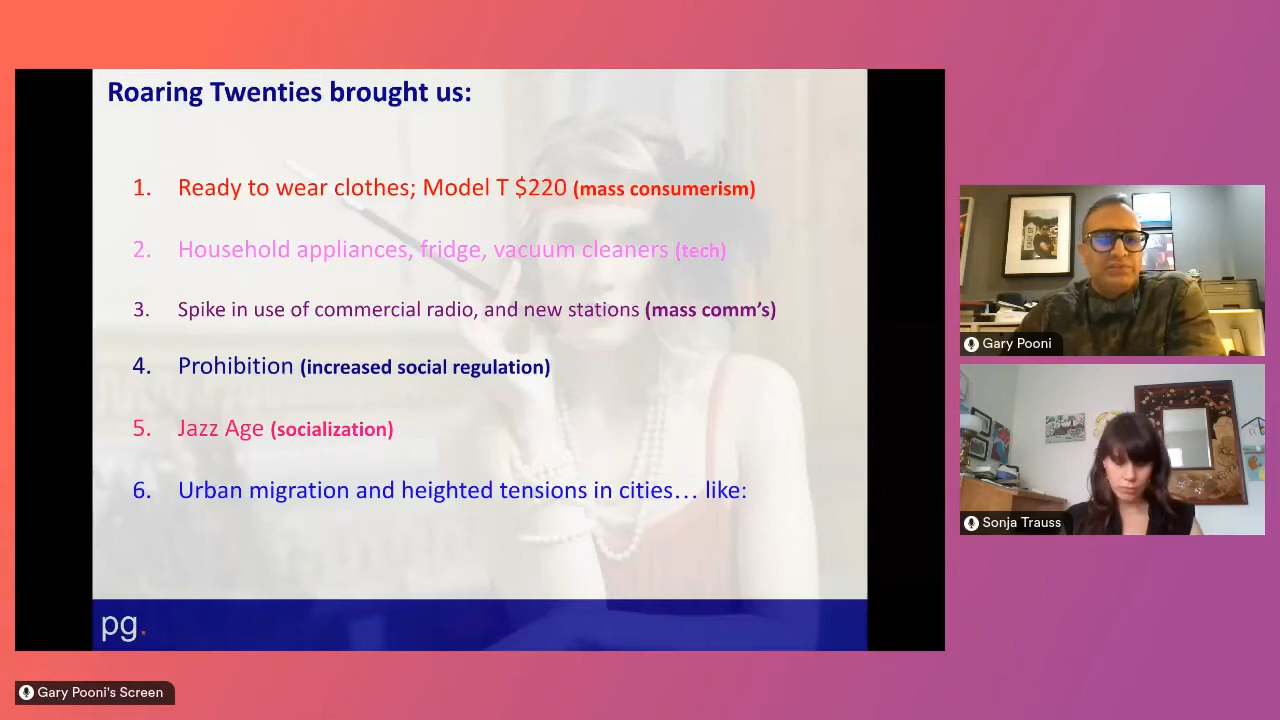 Roaring Twenties brought us:
1. Ready to wear clothes; Model T $220 (mass consumerism)
2. Household appliances, fridge, vacuum cleaners (tech)
3. Spike in use of commercial radio, and new stations (mass comm’s)
4. Prohibition (increased social regulation)
5. Jazz Age (socialization)
6. Urban migration and heighted tensions in cities… like:
pg.
Gary Pooni
Sonja Trauss
Gary Pooni's Screen